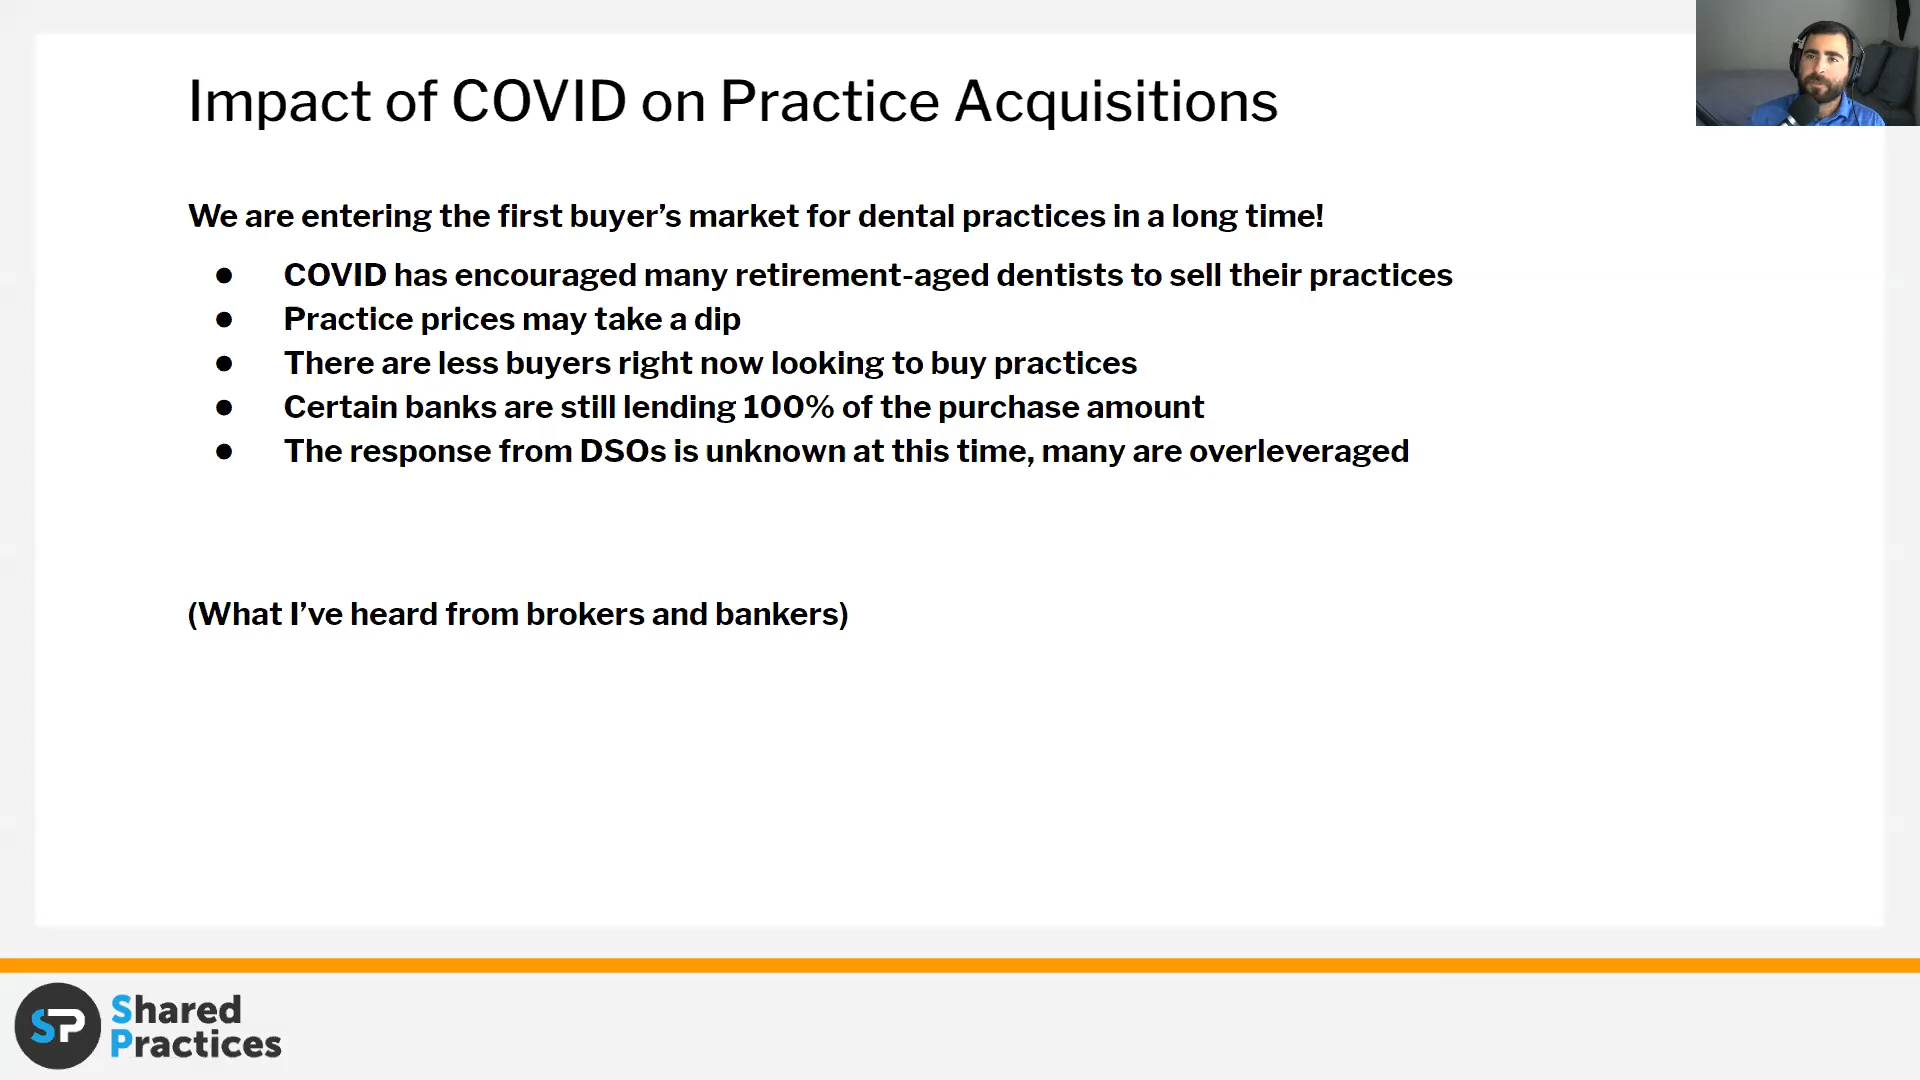 Impact of COVID on Practice Acquisitions
We are entering the first buyer’s market for dental practices in a long time!
● COVID has encouraged many retirement-aged dentists to sell their practices
● Practice prices may take a dip
● There are less buyers right now looking to buy practices
● Certain banks are still lending 100% of the purchase amount
● The response from DSOs is unknown at this time, many are overleveraged
(What I’ve heard from brokers and bankers)
SP
Shared
Practices